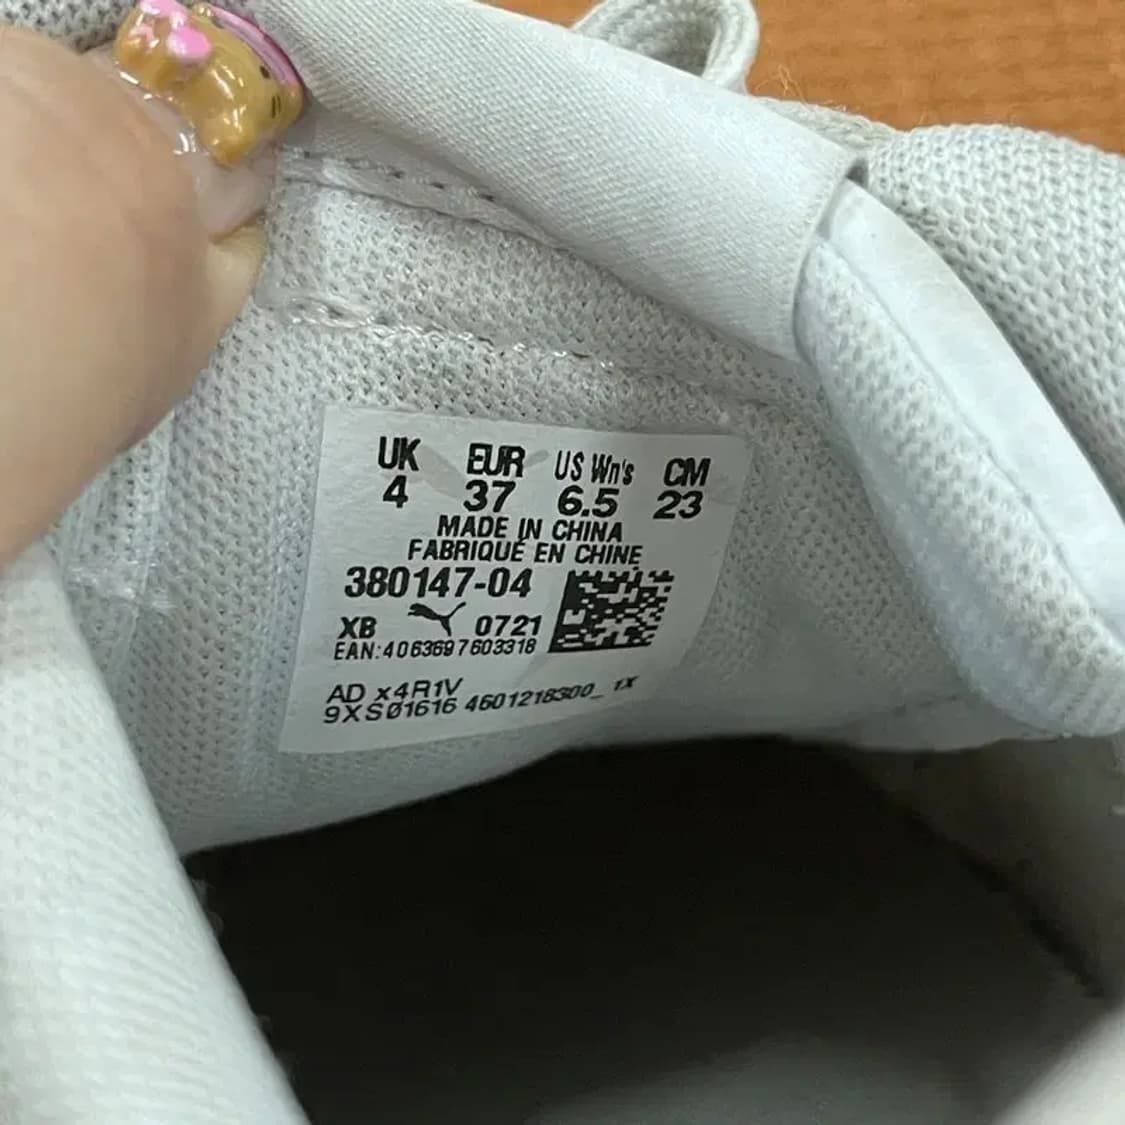 UK EUR US Wn's CM
4 37 6.5 23
MADE IN CHINA
FABRIQUÉ EN CHINE
380147-04
XB 0721
EAN:4063697603318
AD x4R1V
9XSØ1616 4601218300_ 1X